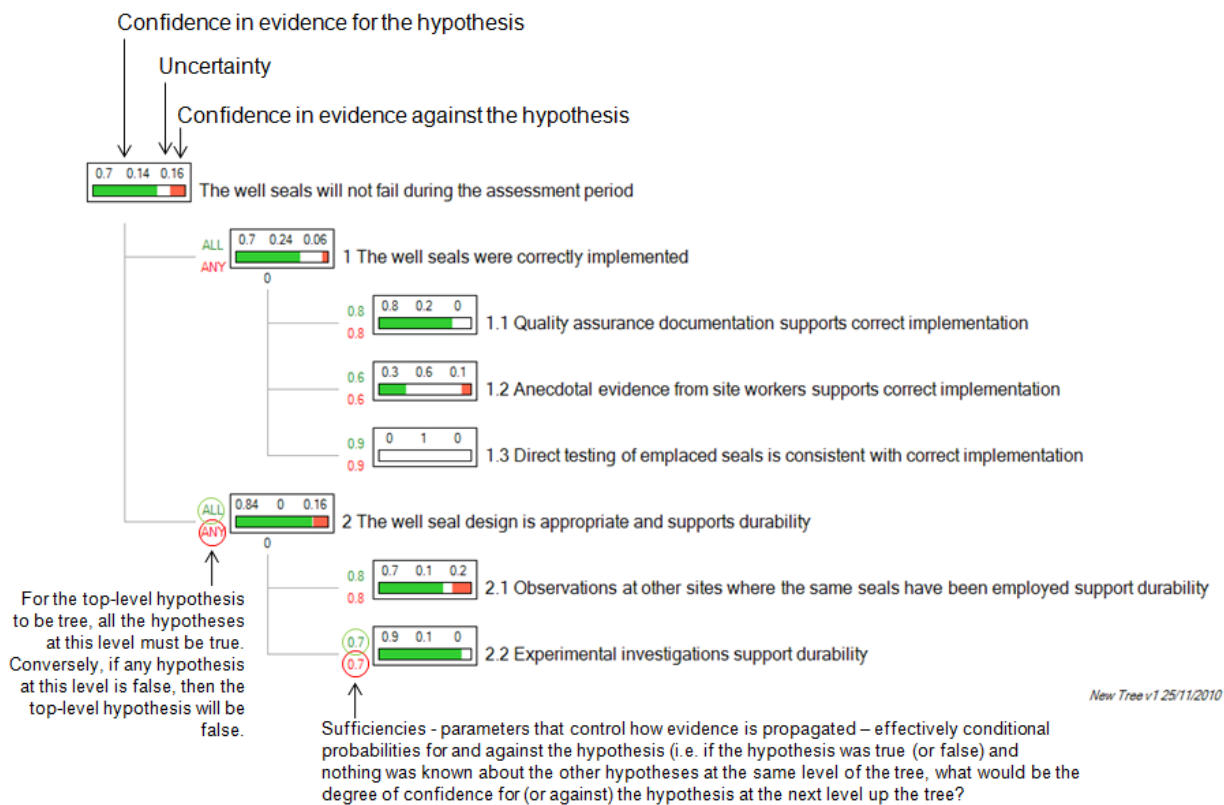 Confidence in evidence for the hypothesis
Uncertainty
Confidence in evidence against the hypothesis
0.7 0.14 0.16
The well seals will not fail during the assessment period
ALL
ANY
0.7 0.24 0.06
1 The well seals were correctly implemented
0
0.8
0.8
0.8 0.2 0
1.1 Quality assurance documentation supports correct implementation
0.6
0.6
0.3 0.6 0.1
1.2 Anecdotal evidence from site workers supports correct implementation
0.9
0.9
0 1 0
1.3 Direct testing of emplaced seals is consistent with correct implementation
ALL
ANY
0.84 0 0.16
2 The well seal design is appropriate and supports durability
0
0.8
0.8
0.7 0.1 0.2
2.1 Observations at other sites where the same seals have been employed support durability
0.7
0.7
0.9 0.1 0
2.2 Experimental investigations support durability
For the top-level hypothesis
to be tree, all the hypotheses
at this level must be true.
Conversely, if any hypothesis
at this level is false, then the
top-level hypothesis will be
false.
New Tree v1 25/11/2010
Sufficiencies - parameters that control how evidence is propagated – effectively conditional
probabilities for and against the hypothesis (i.e. if the hypothesis was true (or false) and
nothing was known about the other hypotheses at the same level of the tree, what would be the
degree of confidence for (or against) the hypothesis at the next level up the tree?